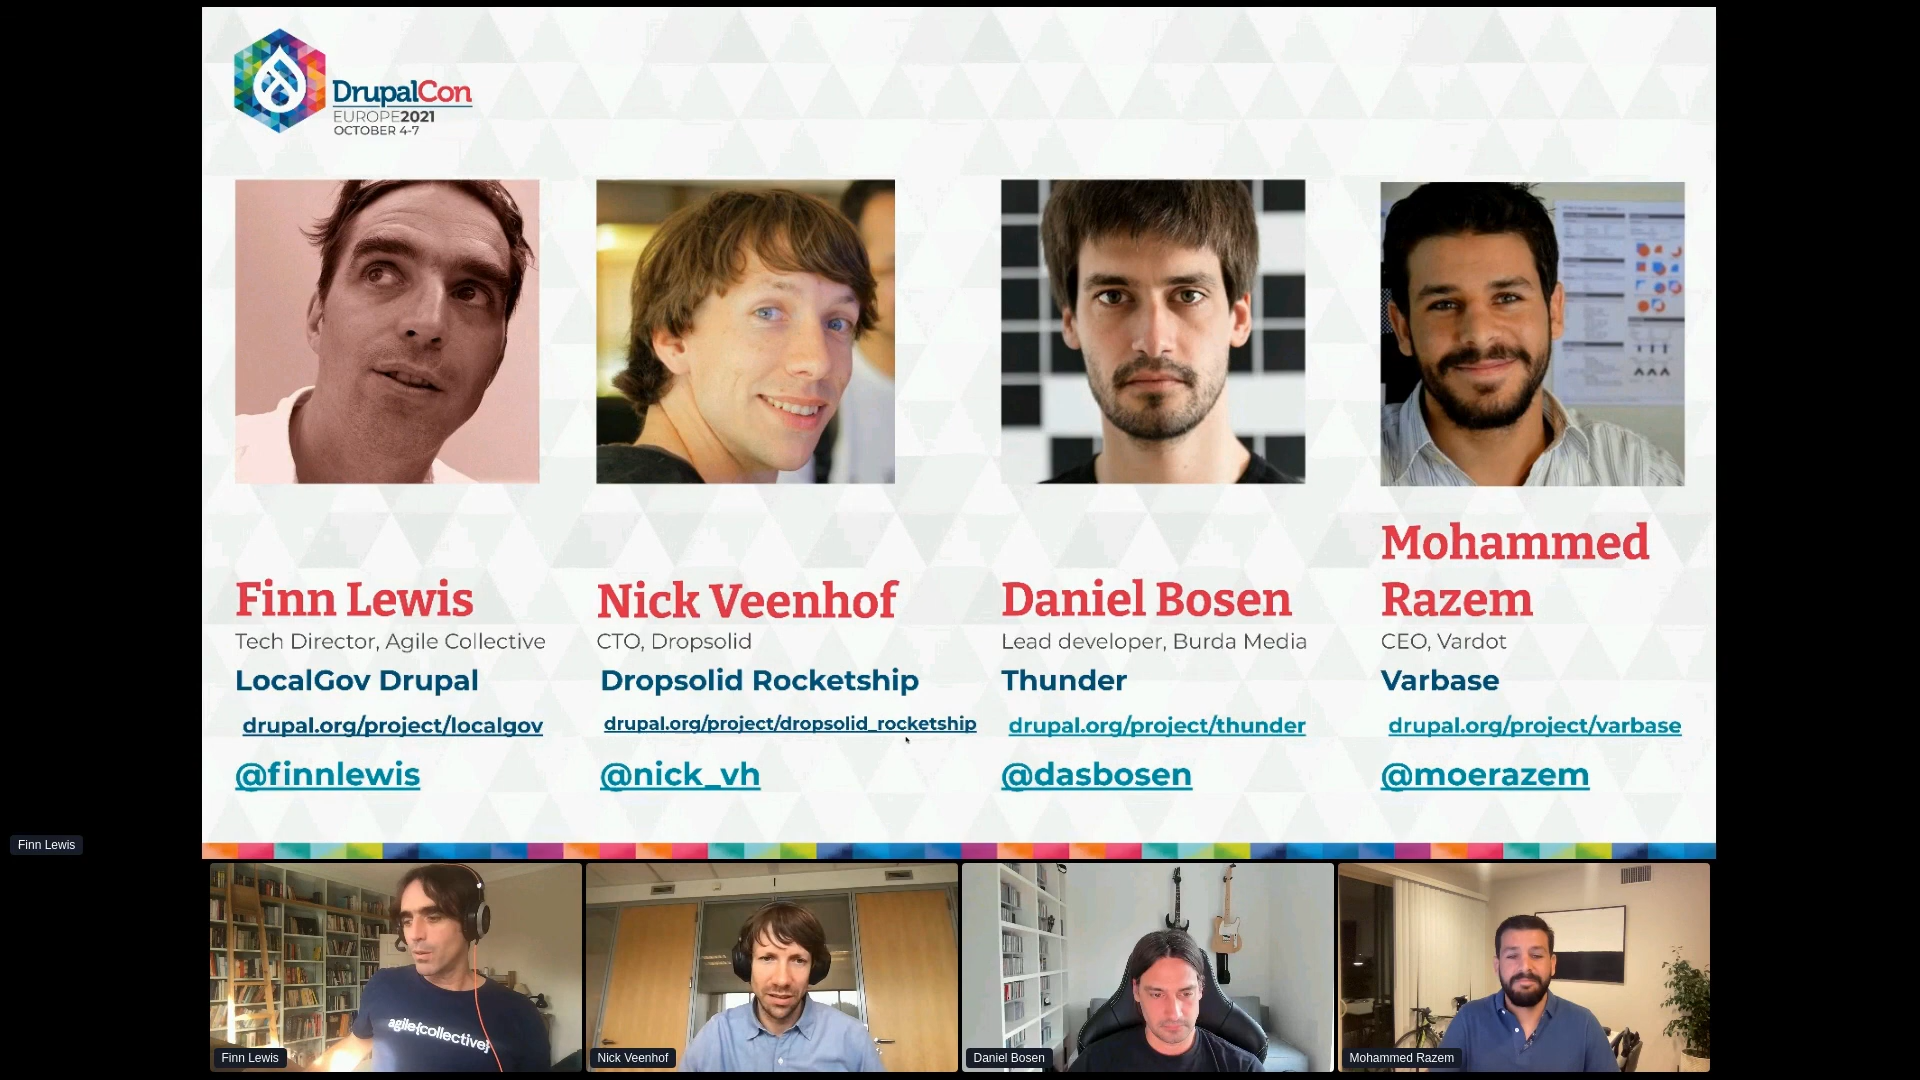 DrupalCon
EUROPE2021
OCTOBER 4-7
Finn Lewis
Tech Director, Agile Collective
LocalGov Drupal
drupal.org/project/localgov
@finnlewis
Nick Veenhof
CTO, Dropsolid
Dropsolid Rocketship
drupal.org/project/dropsolid_rocketship
@nick_vh
Daniel Bosen
Lead developer, Burda Media
Thunder
drupal.org/project/thunder
@dasbosen
Mohammed
Razem
CEO, Vardot
Varbase
drupal.org/project/varbase
@moerazem
Finn Lewis
agile{collective}
Finn Lewis
Nick Veenhof
Daniel Bosen
Mohammed Razem